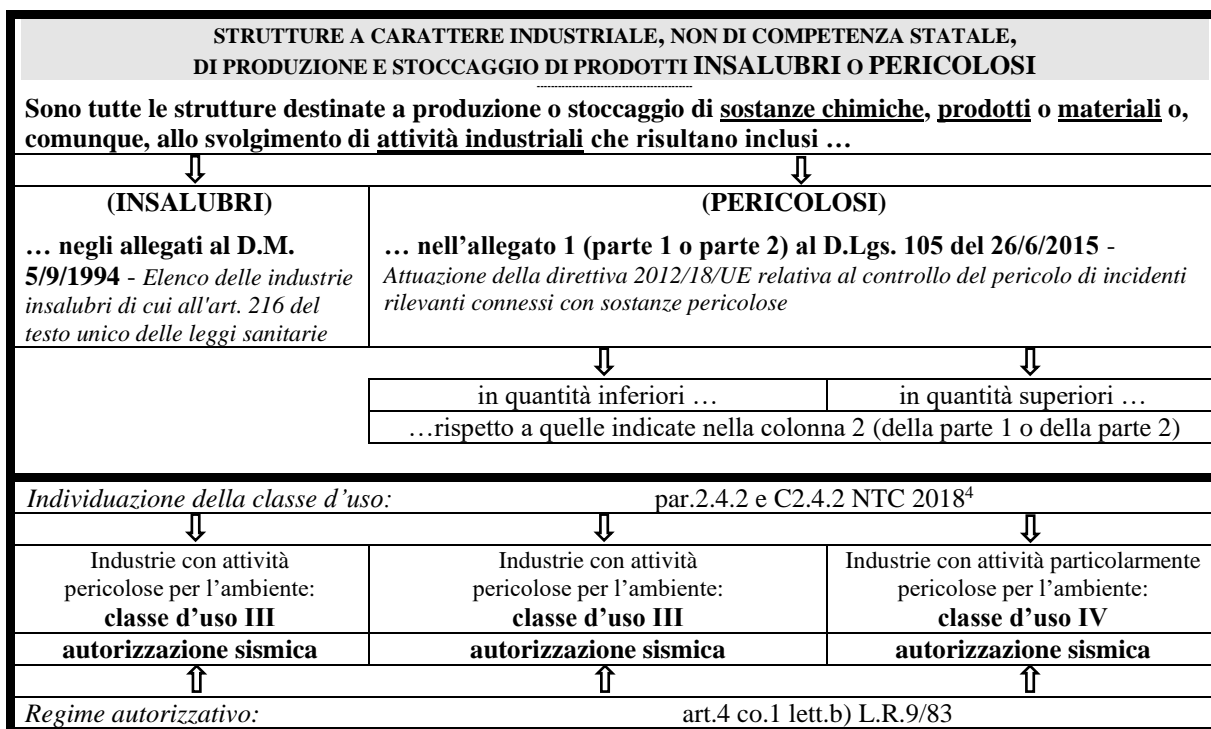 STRUTTURE A CARATTERE INDUSTRIALE, NON DI COMPETENZA STATALE,
DI PRODUZIONE E STOCCAGGIO DI PRODOTTI INSALUBRI O PERICOLOSI
--------------------------------------------
Sono tutte le strutture destinate a produzione o stoccaggio di sostanze chimiche, prodotti o materiali o,
comunque, allo svolgimento di attività industriali che risultano inclusi …
⇩ ⇩
(INSALUBRI)
… negli allegati al D.M.
5/9/1994 - Elenco delle industrie
insalubri di cui all'art. 216 del
testo unico delle leggi sanitarie
(PERICOLOSI)
… nell’allegato 1 (parte 1 o parte 2) al D.Lgs. 105 del 26/6/2015 -
Attuazione della direttiva 2012/18/UE relativa al controllo del pericolo di incidenti
rilevanti connessi con sostanze pericolose
⇩ ⇩
in quantità inferiori … in quantità superiori …
…rispetto a quelle indicate nella colonna 2 (della parte 1 o della parte 2)
Individuazione della classe d’uso: par.2.4.2 e C2.4.2 NTC 2018⁴
⇩ ⇩ ⇩
Industrie con attività
pericolose per l’ambiente:
classe d’uso III
Industrie con attività
pericolose per l’ambiente:
classe d’uso III
Industrie con attività particolarmente
pericolose per l’ambiente:
classe d’uso IV
autorizzazione sismica autorizzazione sismica autorizzazione sismica
⇧ ⇧ ⇧
Regime autorizzativo: art.4 co.1 lett.b) L.R.9/83